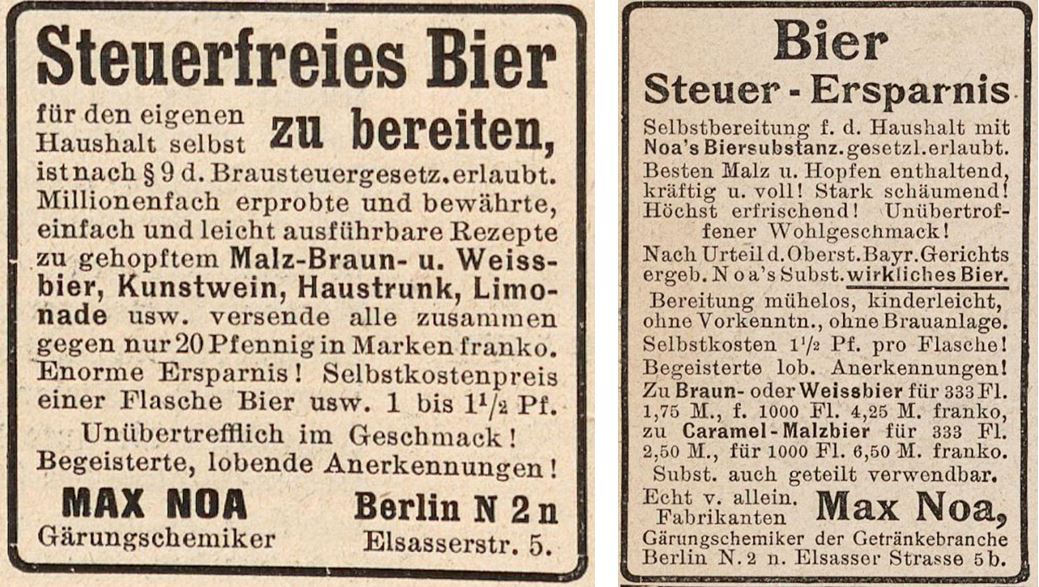 Steuerfreies Bier
für den eigenen
Haushalt selbst zu bereiten,
ist nach § 9 d. Brausteuergesetz. erlaubt.
Millionenfach erprobte und bewährte,
einfach und leicht ausführbare Rezepte
zu gehopftem Malz-Braun- u. Weiss-
bier, Kunstwein, Haustrunk, Limo-
nade usw. versende alle zusammen
gegen nur 20 Pfennig in Marken franko.
Enorme Ersparnis! Selbstkostenpreis
einer Flasche Bier usw. 1 bis 1½ Pf.
Unübertrefflich im Geschmack!
Begeisterte, lobende Anerkennungen!
MAX NOA Berlin N 2 n
Gärungschemiker Elsasserstr. 5.
Bier
Steuer-Ersparnis
Selbstbereitung f. d. Haushalt mit
Noa's Biersubstanz. gesetzl. erlaubt.
Besten Malz u. Hopfen enthaltend,
kräftig u. voll! Stark schäumend!
Höchst erfrischend! Unübertrof-
fener Wohlgeschmack!
Nach Urteil d. Oberst. Bayr. Gerichts
ergeb. Noa's Subst. wirkliches Bier.
Bereitung mühelos, kinderleicht,
ohne Vorkenntn., ohne Brauanlage.
Selbstkosten 1½ Pf. pro Flasche!
Begeisterte lob. Anerkennungen!
Zu Braun- oder Weissbier für 333 Fl.
1,75 M., f. 1000 Fl. 4,25 M. franko,
zu Caramel-Malzbier für 333 Fl.
2,50 M., für 1000 Fl. 6,50 M. franko.
Subst. auch geteilt verwendbar.
Echt v. allein.
Fabrikanten Max Noa,
Gärungschemiker der Getränkebranche
Berlin N. 2 n. Elsasser Strasse 5b.